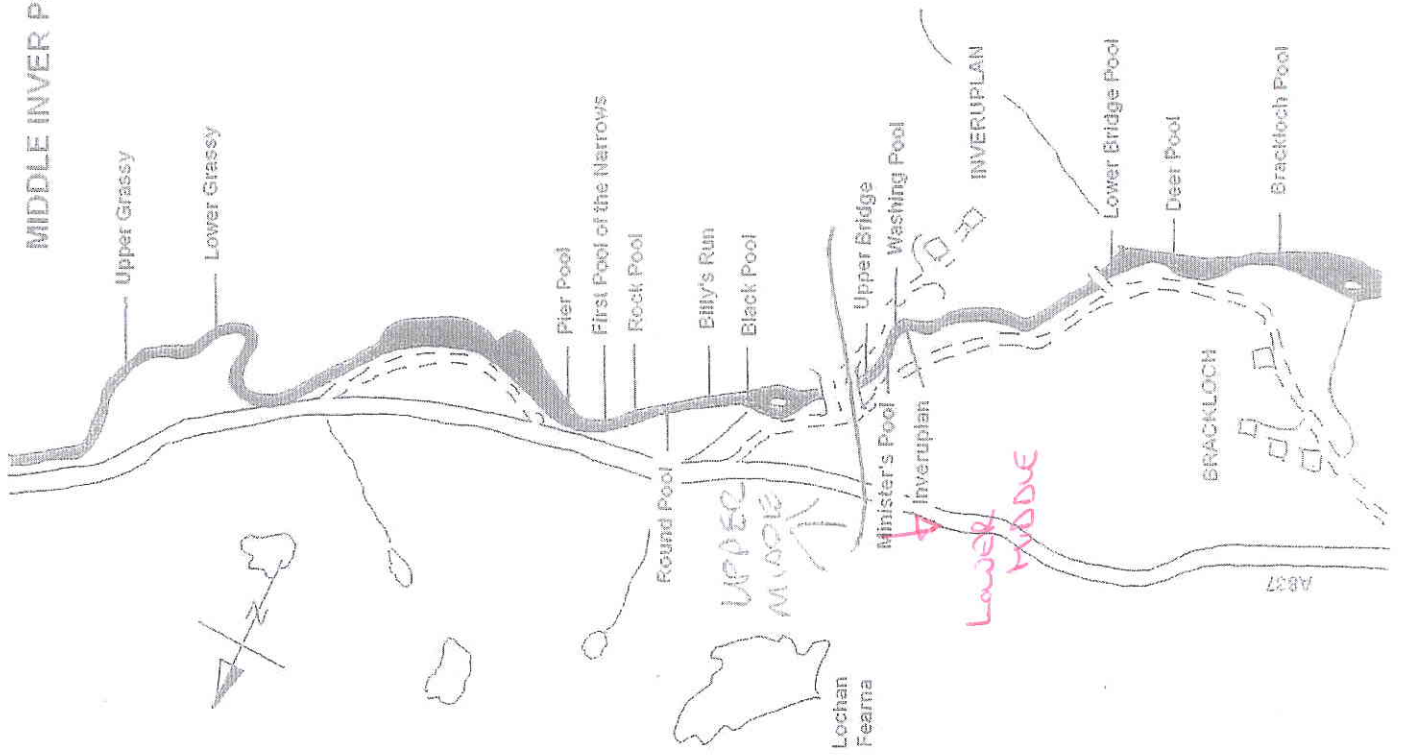 MIDDLE INVER P
Upper Grassy
Lower Grassy
Pier Pool
First Pool of the Narrows
Rock Pool
Billy's Run
Black Pool
Round Pool
UPPER
MIDDLE
Upper Bridge
Washing Pool
Minister's Pool
Inveruplan
INVERUPLAN
LOWER
MIDDLE
Lower Bridge Pool
Deer Pool
Brackloch Pool
BRACKLOCH
A837
Lochan
Fearna
N